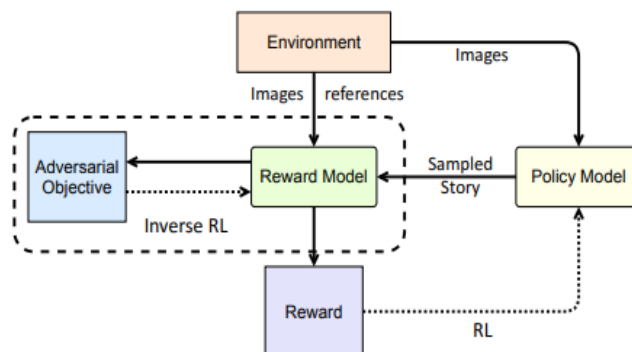 Environment
Images
Images references
Adversarial
Objective
Reward Model
Sampled
Story
Policy Model
Inverse RL
Reward
RL